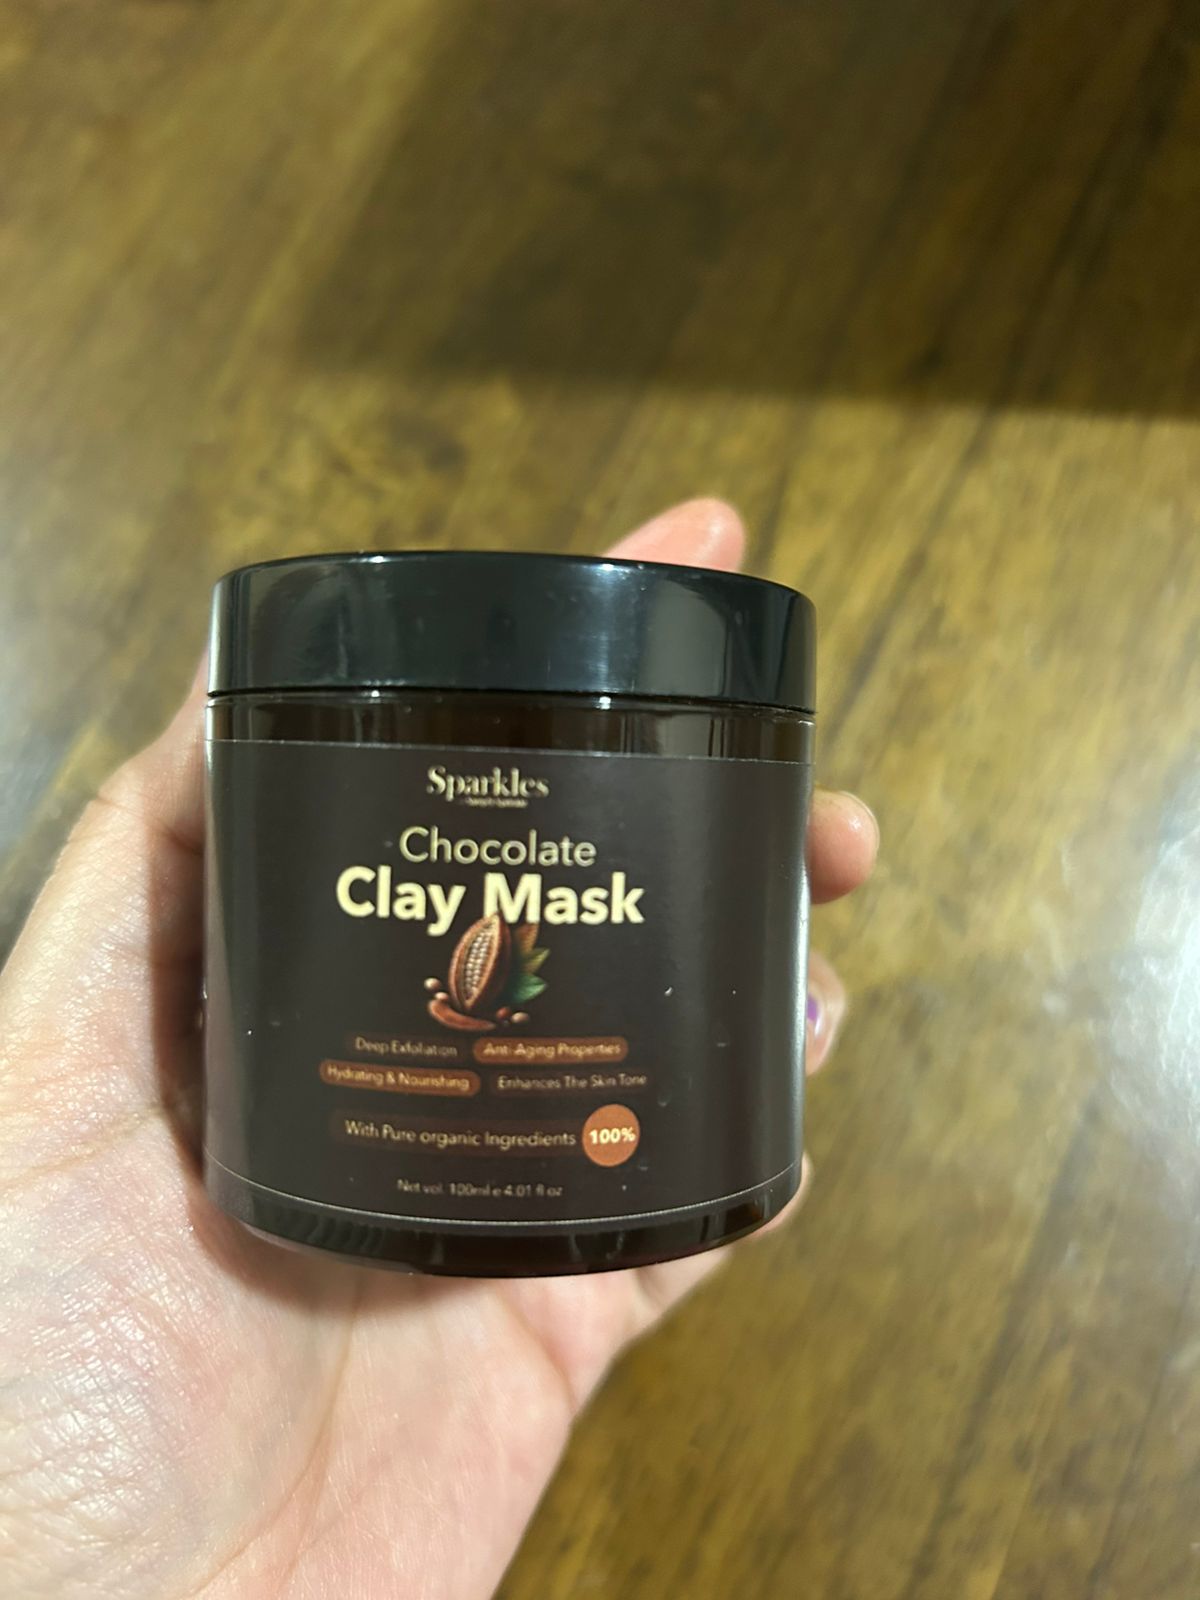 Sparkles
Chocolate
Clay Mask
Deep Exfoliation Anti-Aging Properties
Hydrating & Nourishing Enhances The Skin Tone
With Pure organic Ingredients 100%
Net vol. 100ml e 4.01 fl oz